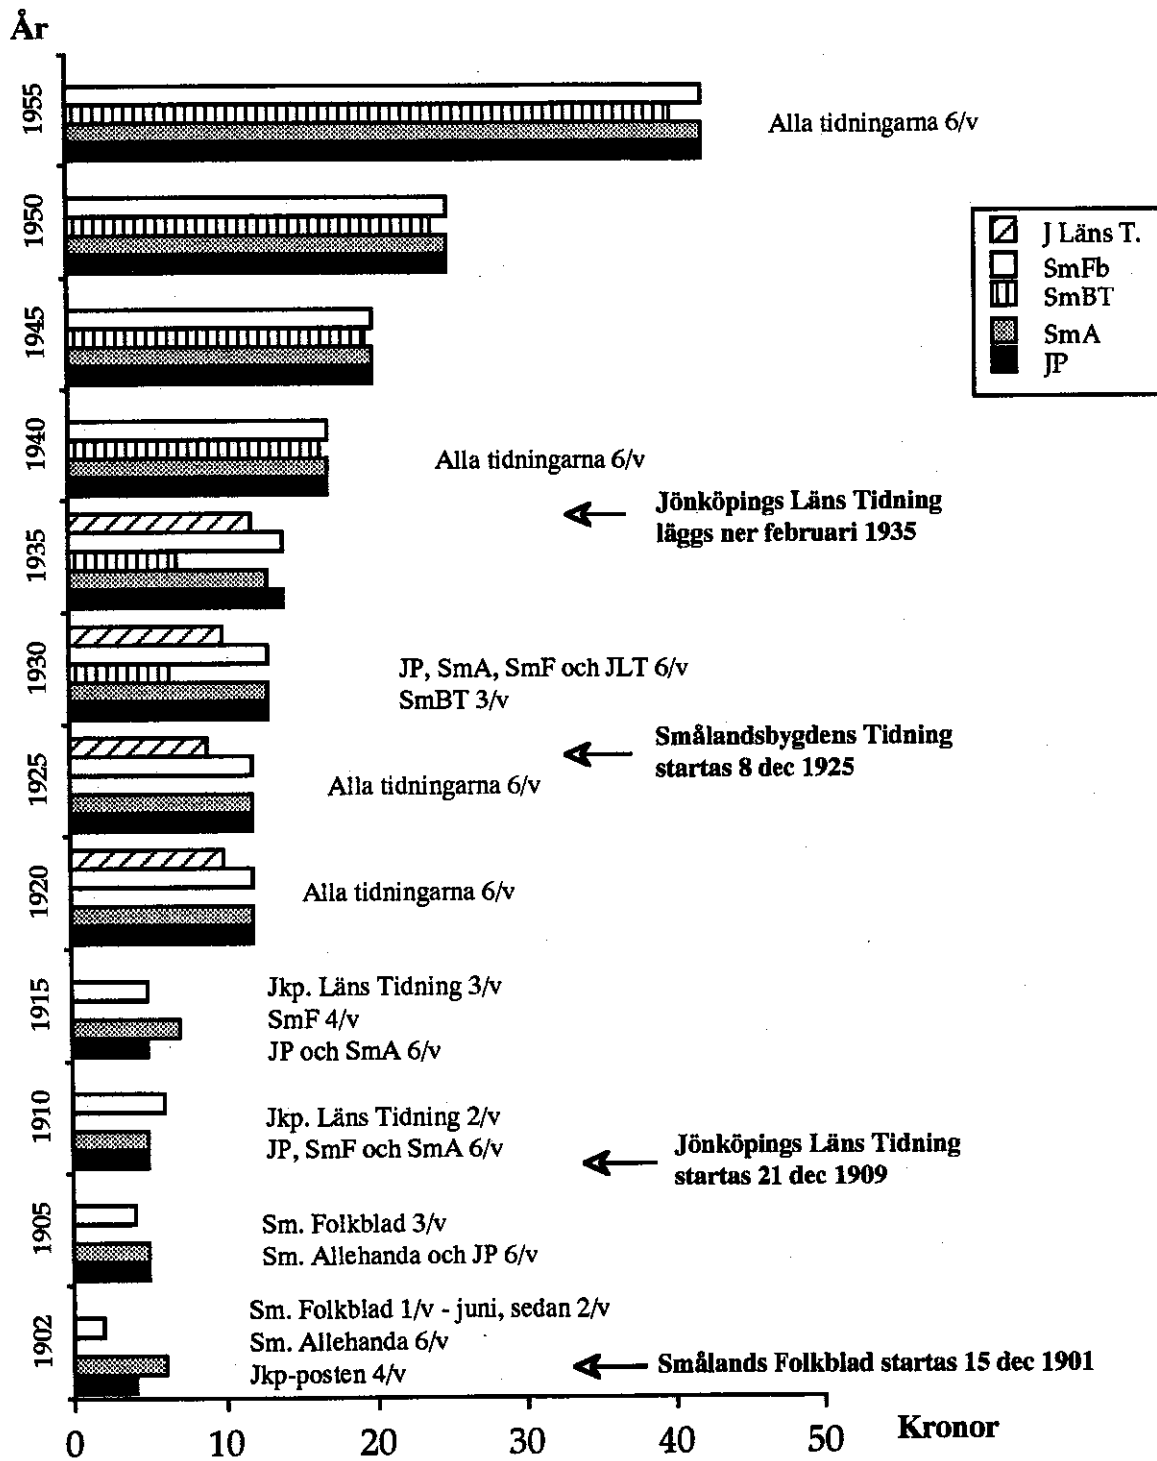 År
1955
Alla tidningarna 6/v
1950
J Läns T.
SmFb
SmBT
SmA
JP
1945
1940
Alla tidningarna 6/v
Jönköpings Läns Tidning
läggs ner februari 1935
1935
1930
JP, SmA, SmF och JLT 6/v
SmBT 3/v
Smålandsbygdens Tidning
startas 8 dec 1925
1925
Alla tidningarna 6/v
1920
Alla tidningarna 6/v
1915
Jkp. Läns Tidning 3/v
SmF 4/v
JP och SmA 6/v
1910
Jkp. Läns Tidning 2/v
JP, SmF och SmA 6/v
Jönköpings Läns Tidning
startas 21 dec 1909
1905
Sm. Folkblad 3/v
Sm. Allehanda och JP 6/v
1902
Sm. Folkblad 1/v - juni, sedan 2/v
Sm. Allehanda 6/v
Jkp-posten 4/v
Smålands Folkblad startas 15 dec 1901
0 10 20 30 40 50 Kronor